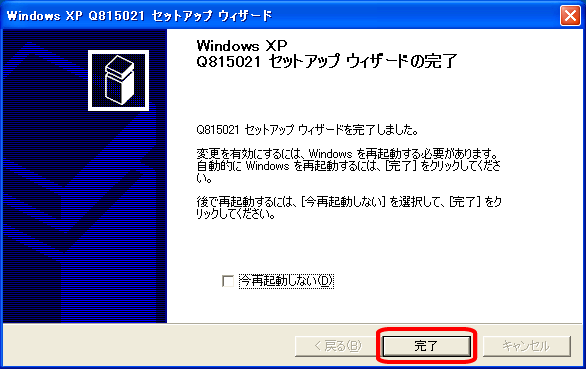 Windows XP Q815021 セットアップ ウィザード
Windows XP
Q815021 セットアップ ウィザードの完了
Q815021 セットアップ ウィザードを完了しました。
変更を有効にするには、Windows を再起動する必要があります。
自動的に Windows を再起動するには、[完了] をクリックしてくださ
い。
後で再起動するには、[今再起動しない] を選択して、[完了] をク
リックしてください。
今再起動しない(D)
< 戻る(B)
完了
キャンセル